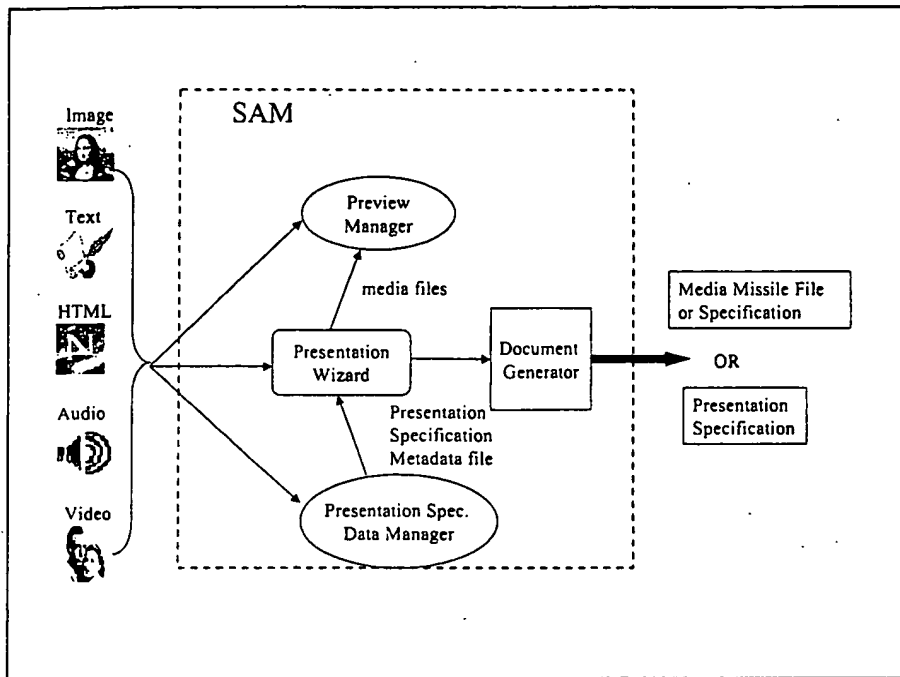 SAM
Image
Text
HTML
N
Audio
Video
Preview
Manager
media files
Presentation
Wizard
Presentation
Specification
Metadata file
Presentation Spec.
Data Manager
Document
Generator
Media Missile File
or Specification
OR
Presentation
Specification